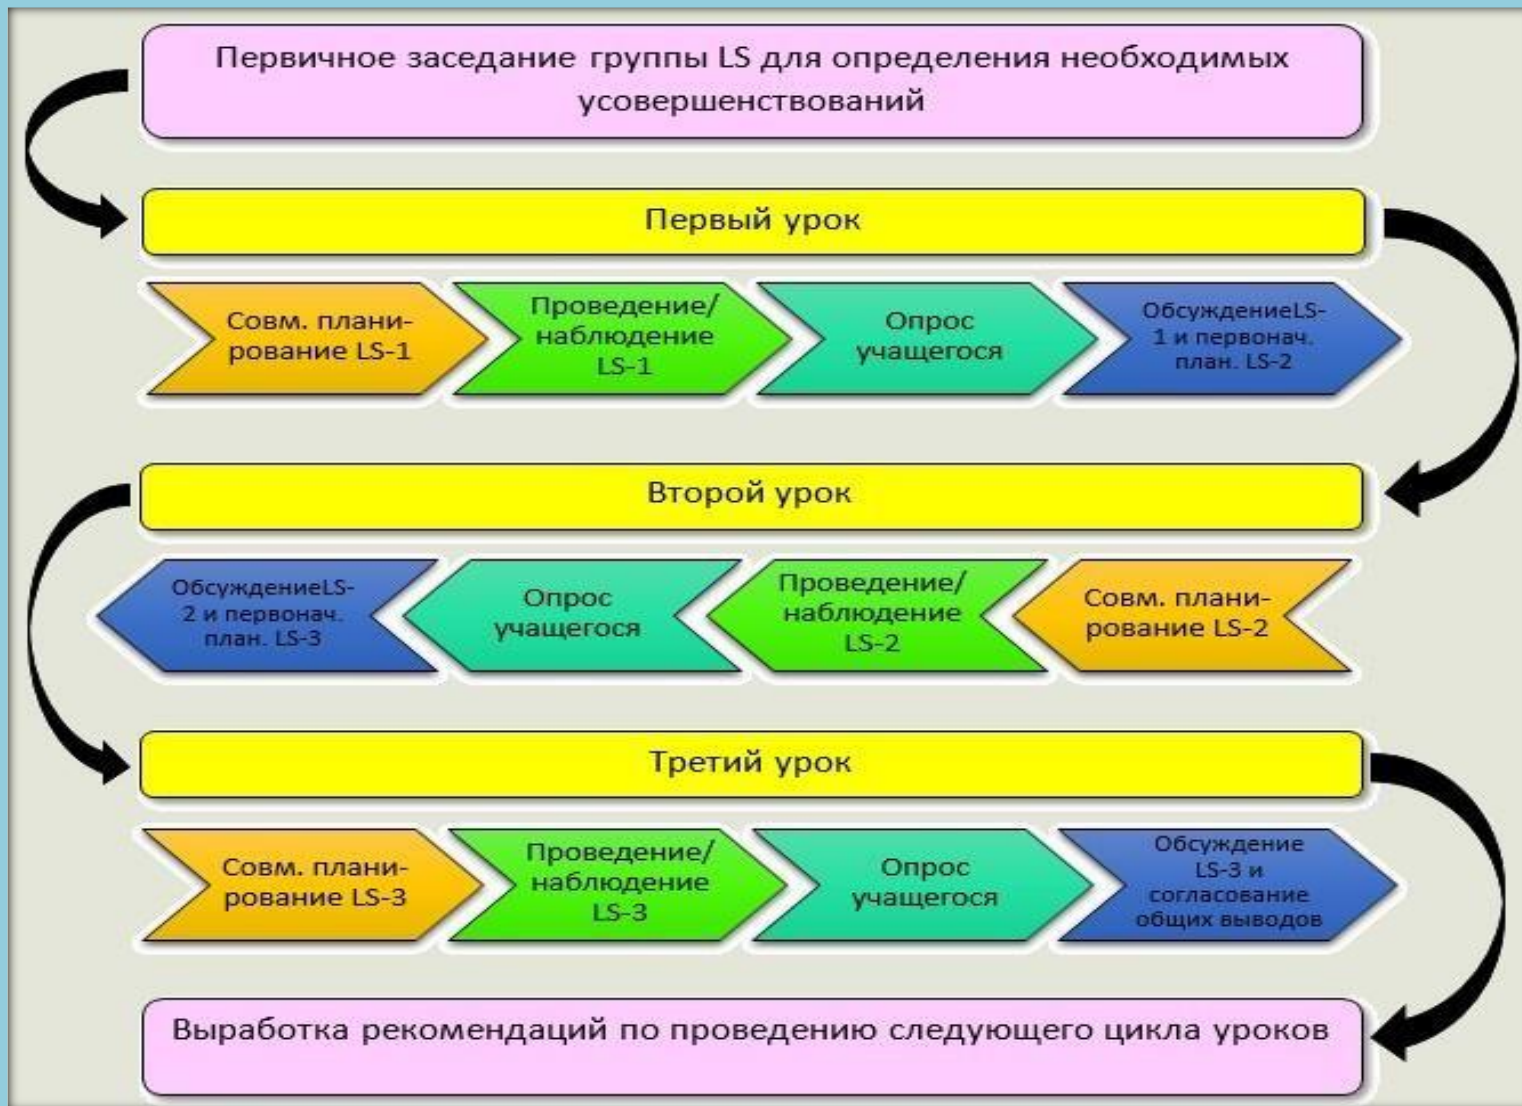 Первичное заседание группы LS для определения необходимых
усовершенствований
Первый урок
Совм. плани-
рование LS-1
Проведение/
наблюдение
LS-1
Опрос
учащегося
ОбсуждениеLS-
1 и первонач.
план. LS-2
Второй урок
ОбсуждениеLS-
2 и первонач.
план. LS-3
Опрос
учащегося
Проведение/
наблюдение
LS-2
Совм. плани-
рование LS-2
Третий урок
Совм. плани-
рование LS-3
Проведение/
наблюдение
LS-3
Опрос
учащегося
Обсуждение
LS-3 и
согласование
общих выводов
Выработка рекомендаций по проведению следующего цикла уроков